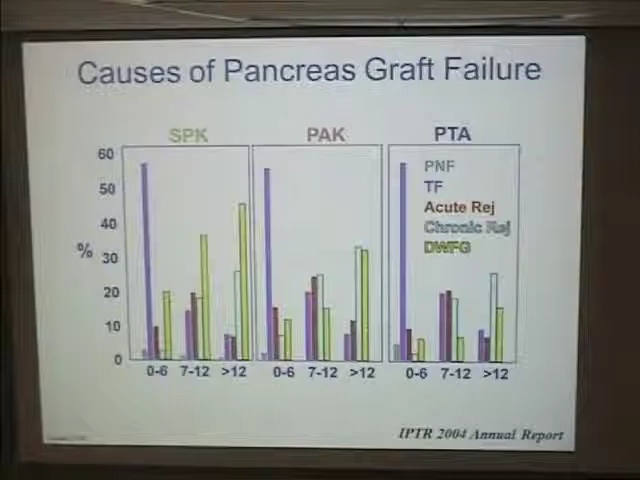 Causes of Pancreas Graft Failure
SPK PAK PTA
60
50
40
%
30
20
10
0
PNF
TF
Acute Rej
Chronic Rej
DWFG
0-6 7-12 >12 0-6 7-12 >12 0-6 7-12 >12
IPTR 2004 Annual Report